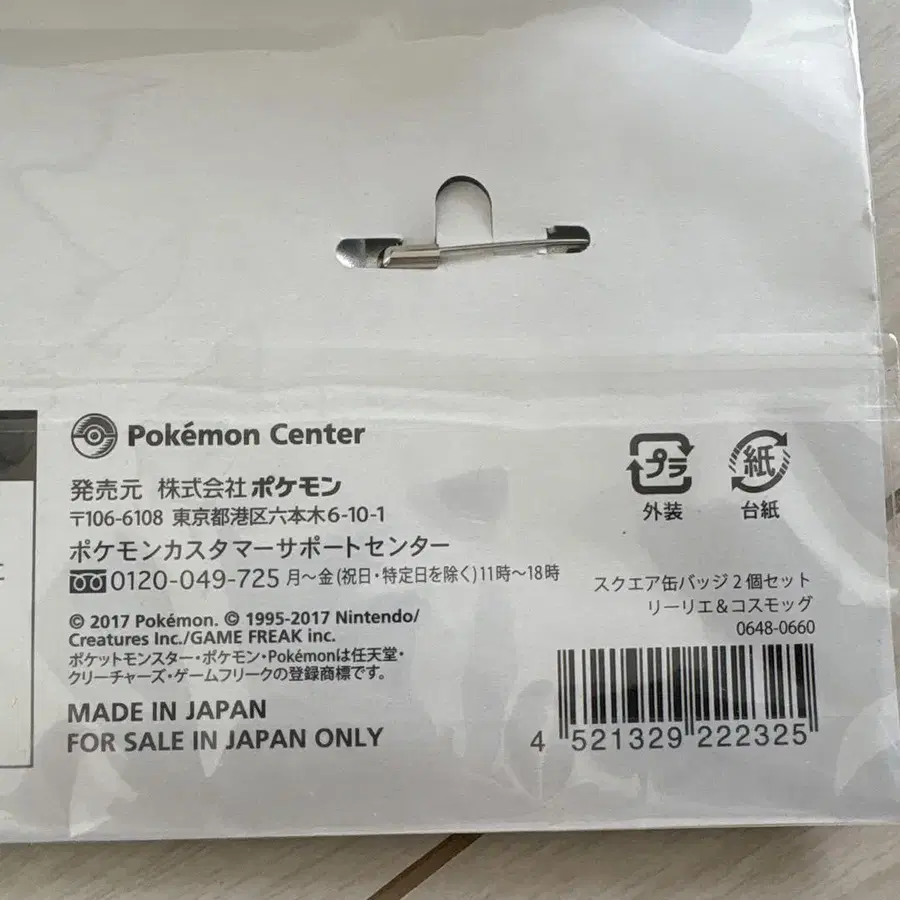 Pokémon Center
発売元 株式会社ポケモン
〒106-6108 東京都港区六本木6-10-1
ポケモンカスタマーサポートセンター
0120-049-725 月～金(祝日・特定日を除く)11時～18時
© 2017 Pokémon. © 1995-2017 Nintendo/
Creatures Inc./GAME FREAK inc.
ポケットモンスター・ポケモン・Pokémonは任天堂・
クリーチャーズ・ゲームフリークの登録商標です。
MADE IN JAPAN
FOR SALE IN JAPAN ONLY
プラ
外装
紙
台紙
スクエア缶バッジ2個セット
リーリエ&コスモッグ
0648-0660
4 521329 222325